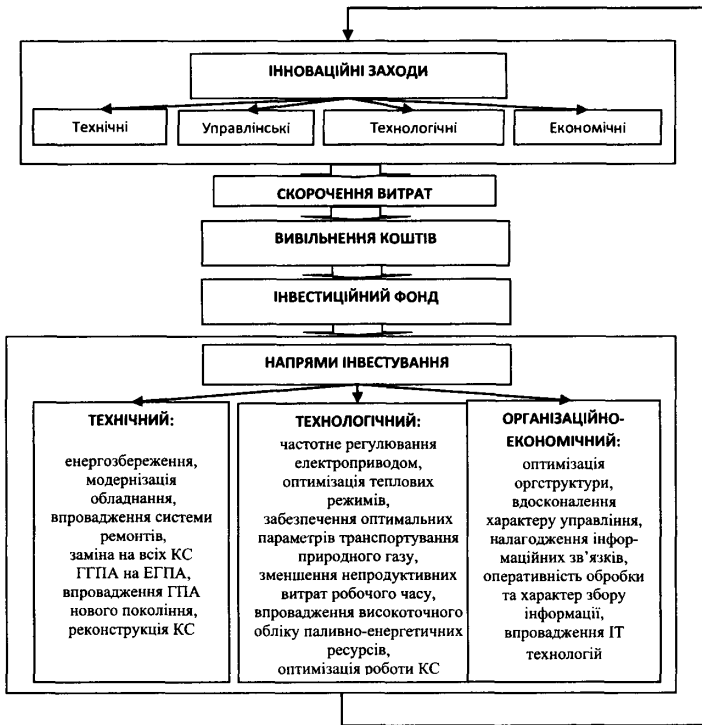 ІННОВАЦІЙНІ ЗАХОДИ
Технічні
Управлінські
Технологічні
Економічні
СКОРОЧЕННЯ ВИТРАТ
ВИВІЛЬНЕННЯ КОШТІВ
ІНВЕСТИЦІЙНИЙ ФОНД
НАПРЯМИ ІНВЕСТУВАННЯ
ТЕХНІЧНИЙ:
енергозбереження,
модернізація
обладнання,
впровадження системи
ремонтів,
заміна на всіх КС
ГГПА на ЕГПА,
впровадження ГПА
нового покоління,
реконструкція КС
ТЕХНОЛОГІЧНИЙ:
частотне регулювання
електроприводом,
оптимізація теплових
режимів,
забезпечення оптимальних
параметрів транспортування
природного газу,
зменшення непродуктивних
витрат робочого часу,
впровадження високоточного
обліку паливно-енергетичних
ресурсів,
оптимізація роботи КС
ОРГАНІЗАЦІЙНО-
ЕКОНОМІЧНИЙ:
оптимізація
оргструктури,
вдосконалення
характеру управління,
налагодження інфор-
маційних зв’язків,
оперативність обробки
та характер збору
інформації,
впровадження ІТ
технологій